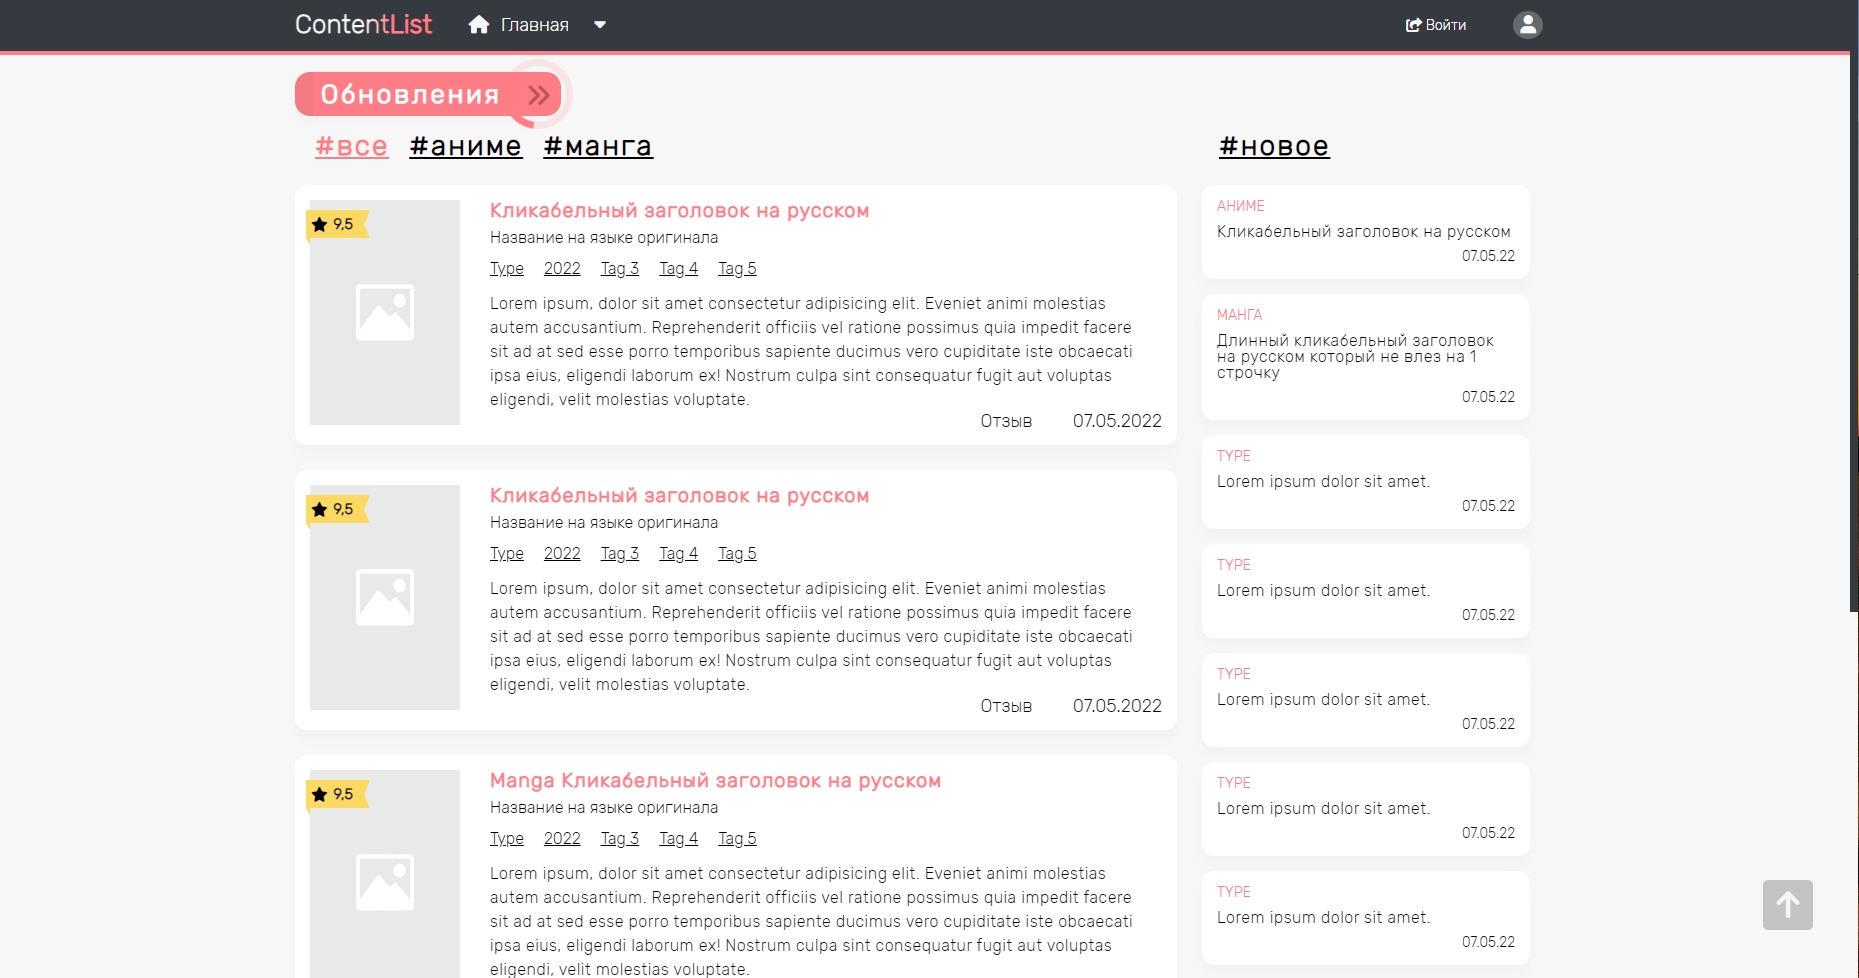 ContentList
Главная
Войти
Обновления
#все #аниме #манга
#новое
9,5
Кликабельный заголовок на русском
Название на языке оригинала
Type 2022 Tag 3 Tag 4 Tag 5
Lorem ipsum, dolor sit amet consectetur adipisicing elit. Eveniet animi molestias
autem accusantium. Reprehenderit officiis vel ratione possimus quia impedit facere
sit ad at sed esse porro temporibus sapiente ducimus vero cupiditate iste obcaecati
ipsa eius, eligendi laborum ex! Nostrum culpa sint consequatur fugit aut voluptas
eligendi, velit molestias voluptate.
Отзыв 07.05.2022
9,5
Кликабельный заголовок на русском
Название на языке оригинала
Type 2022 Tag 3 Tag 4 Tag 5
Lorem ipsum, dolor sit amet consectetur adipisicing elit. Eveniet animi molestias
autem accusantium. Reprehenderit officiis vel ratione possimus quia impedit facere
sit ad at sed esse porro temporibus sapiente ducimus vero cupiditate iste obcaecati
ipsa eius, eligendi laborum ex! Nostrum culpa sint consequatur fugit aut voluptas
eligendi, velit molestias voluptate.
Отзыв 07.05.2022
9,5
Manga Кликабельный заголовок на русском
Название на языке оригинала
Type 2022 Tag 3 Tag 4 Tag 5
Lorem ipsum, dolor sit amet consectetur adipisicing elit. Eveniet animi molestias
autem accusantium. Reprehenderit officiis vel ratione possimus quia impedit facere
sit ad at sed esse porro temporibus sapiente ducimus vero cupiditate iste obcaecati
ipsa eius, eligendi laborum ex! Nostrum culpa sint consequatur fugit aut voluptas
eligendi, velit molestias voluptate.
АНИМЕ
Кликабельный заголовок на русском
07.05.22
МАНГА
Длинный кликабельный заголовок
на русском который не влез на 1
строчку
07.05.22
TYPE
Lorem ipsum dolor sit amet.
07.05.22
TYPE
Lorem ipsum dolor sit amet.
07.05.22
TYPE
Lorem ipsum dolor sit amet.
07.05.22
TYPE
Lorem ipsum dolor sit amet.
07.05.22
TYPE
Lorem ipsum dolor sit amet.
07.05.22